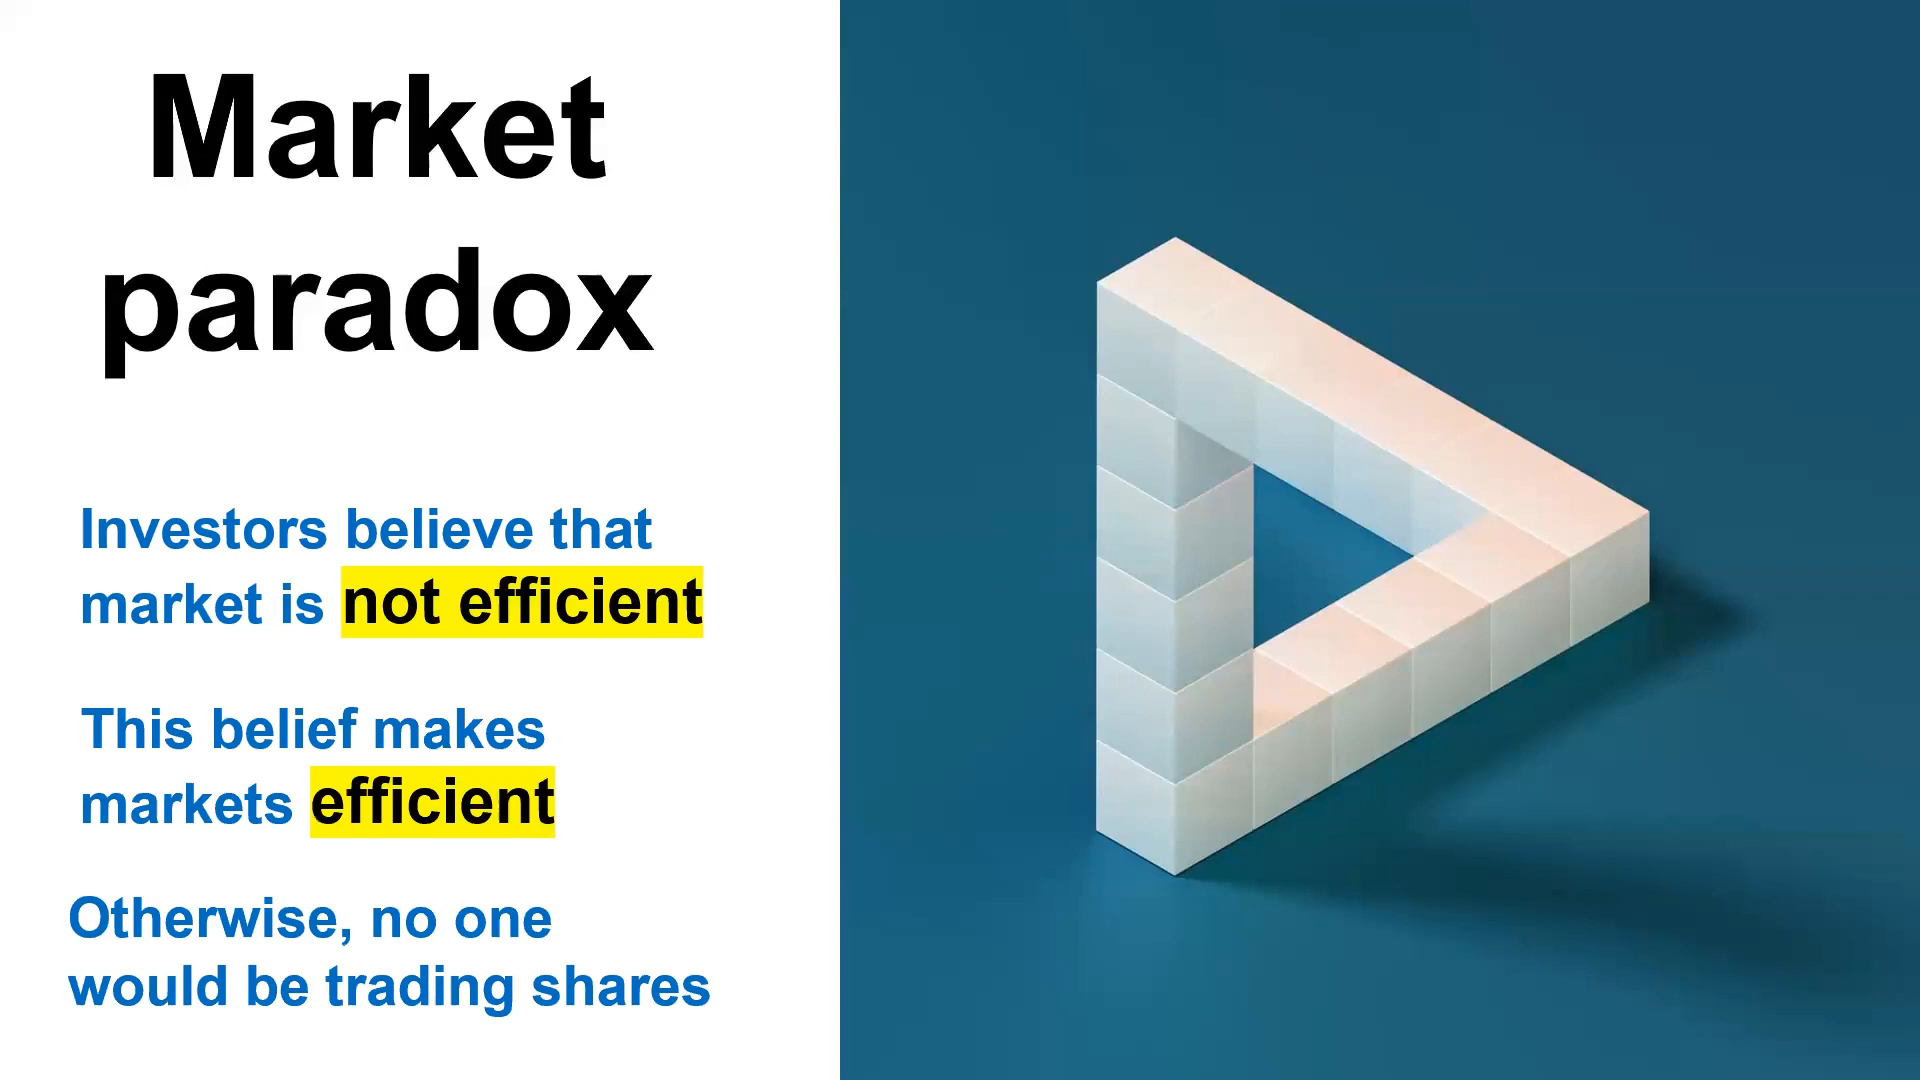 Market
paradox
Investors believe that
market is not efficient
This belief makes
markets efficient
Otherwise, no one
would be trading shares